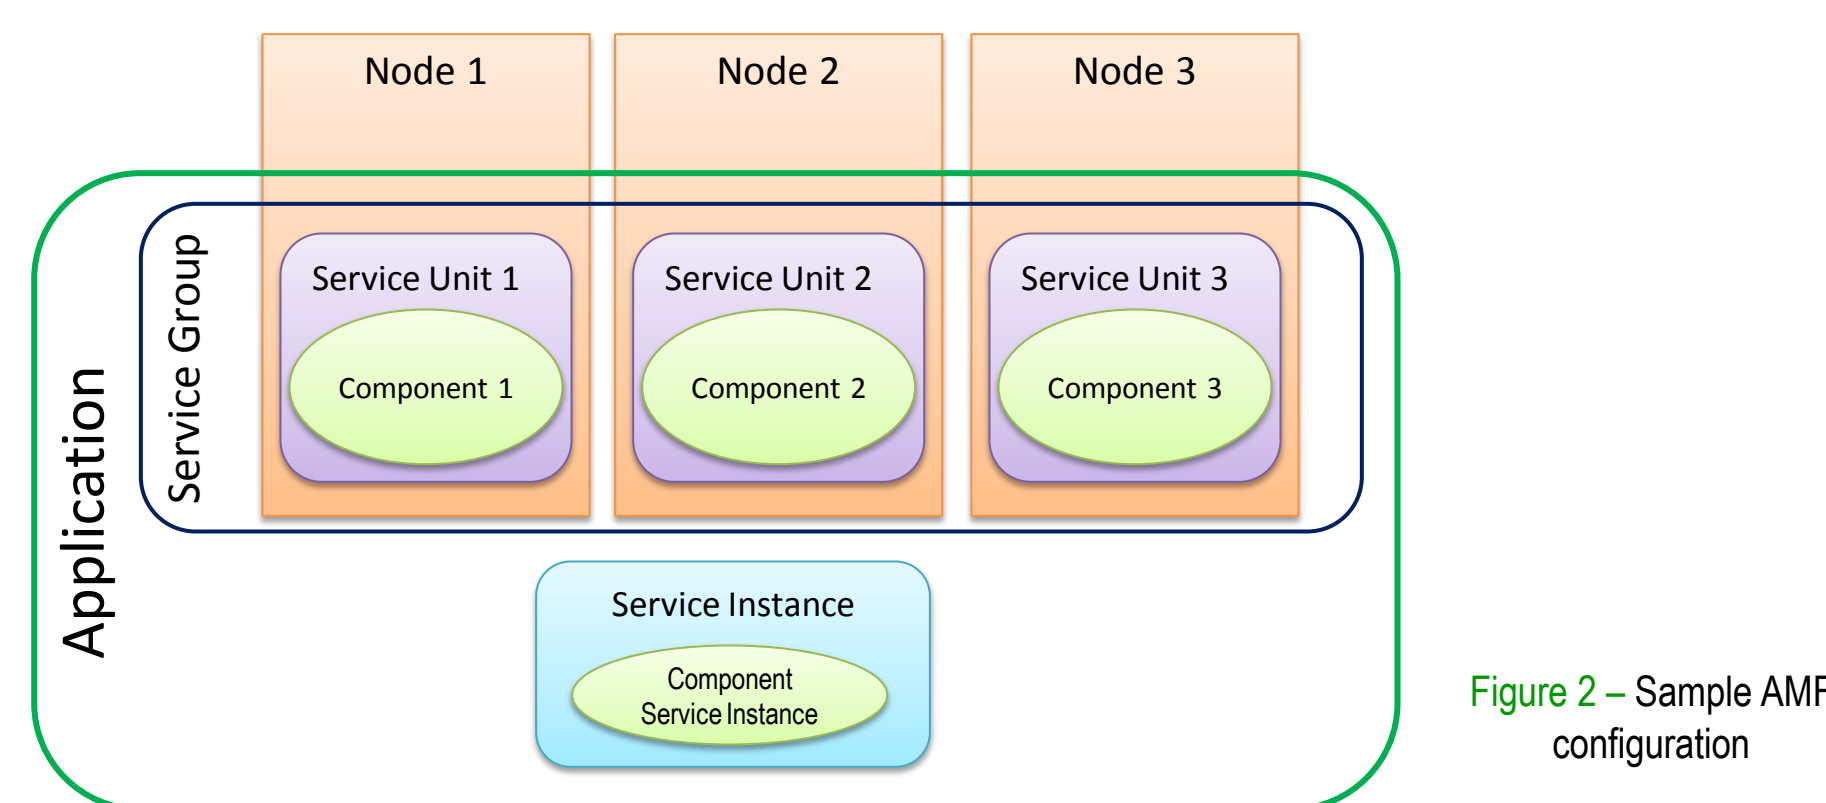 Node 1
Node 2
Node 3
Application
Service Group
Service Unit 1
Component 1
Service Unit 2
Component 2
Service Unit 3
Component 3
Service Instance
Component
Service Instance
Figure 2 – Sample AMF
configuration